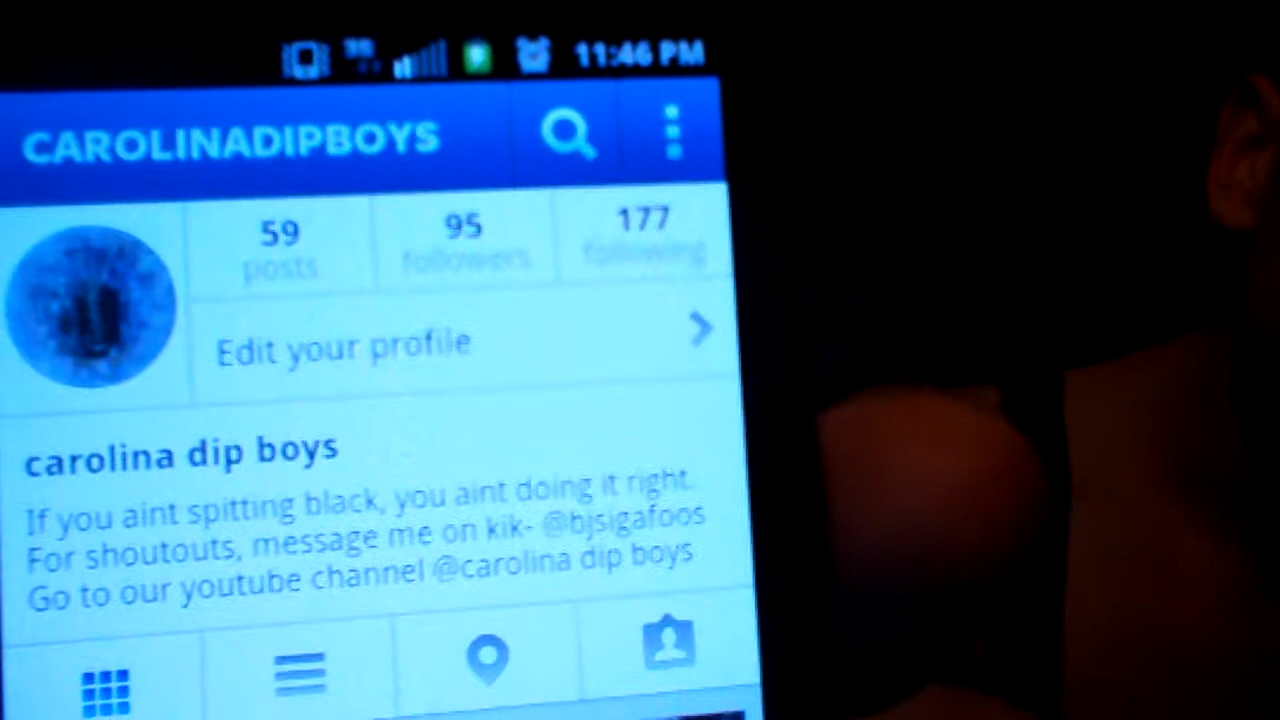 11:46 PM
CAROLINADIPBOYS
59 95 177
posts followers following
Edit your profile
carolina dip boys
If you aint spitting black, you aint doing it right.
For shoutouts, message me on kik- @bjsigafoos
Go to our youtube channel @carolina dip boys